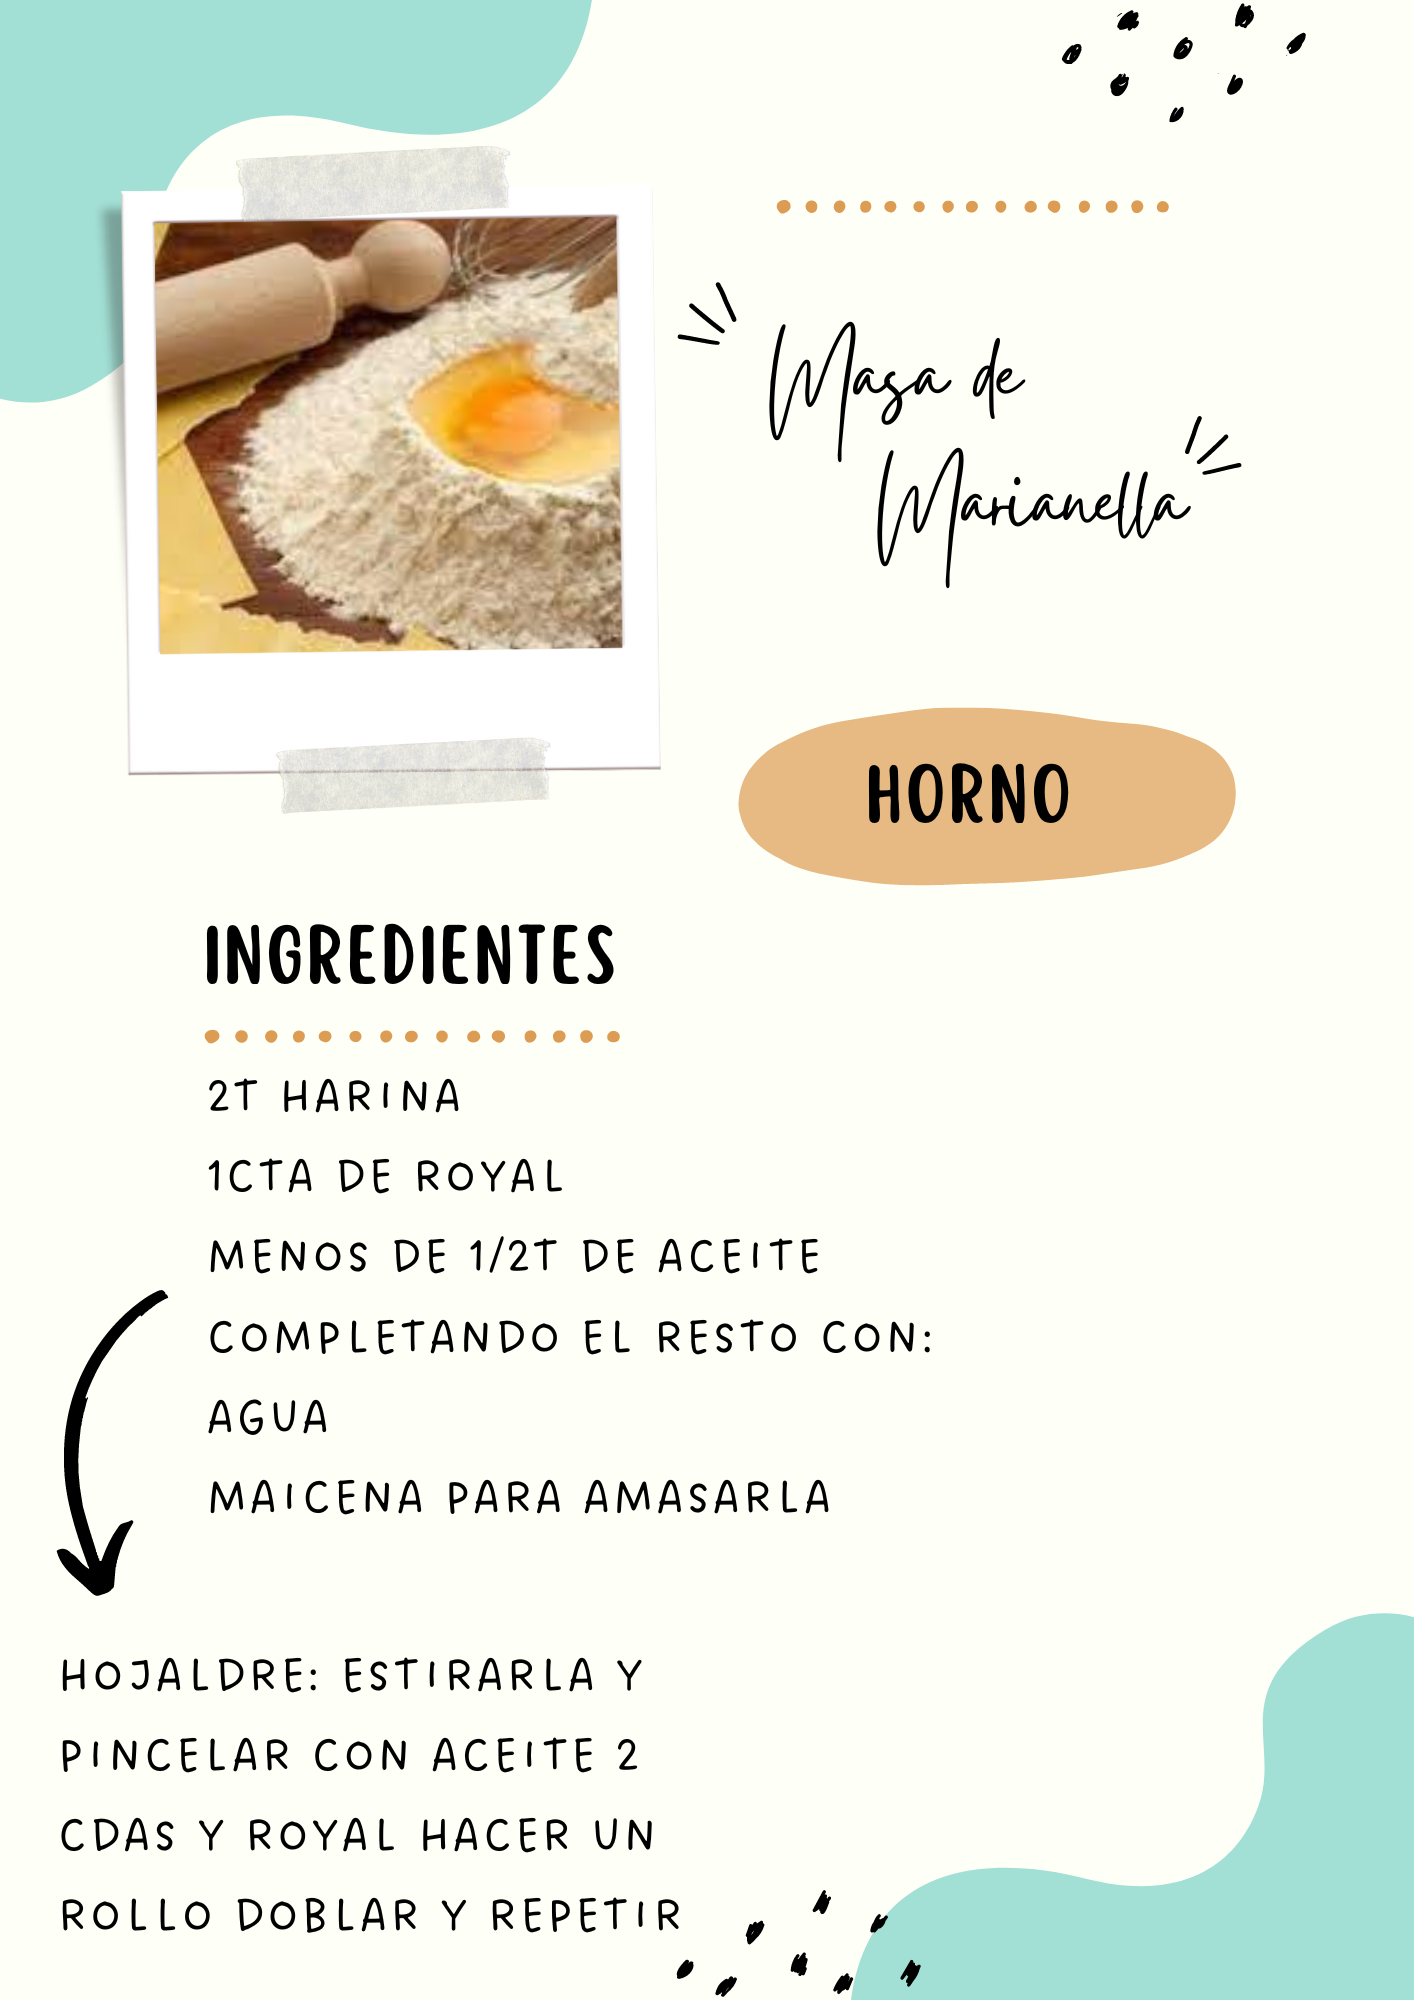 Masa de
Marianella
HORNO
INGREDIENTES
2T HARINA
1CTA DE ROYAL
MENOS DE 1/2T DE ACEITE
COMPLETANDO EL RESTO CON:
AGUA
MAICENA PARA AMASARLA
HOJALDRE: ESTIRARLA Y
PINCELAR CON ACEITE 2
CDAS Y ROYAL HACER UN
ROLLO DOBLAR Y REPETIR